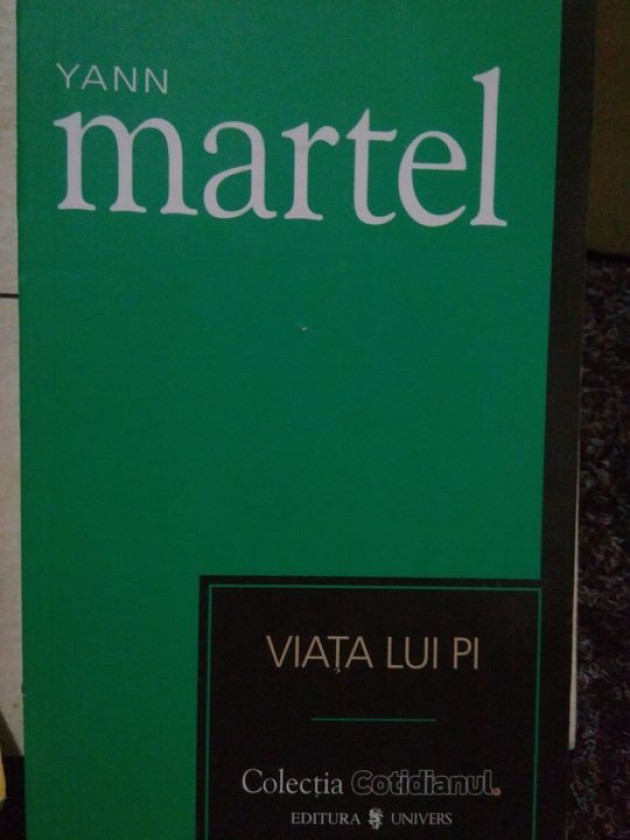 YANN
martel
VIAȚA LUI PI
Colecția Cotidianul.
EDITURA UNIVERS